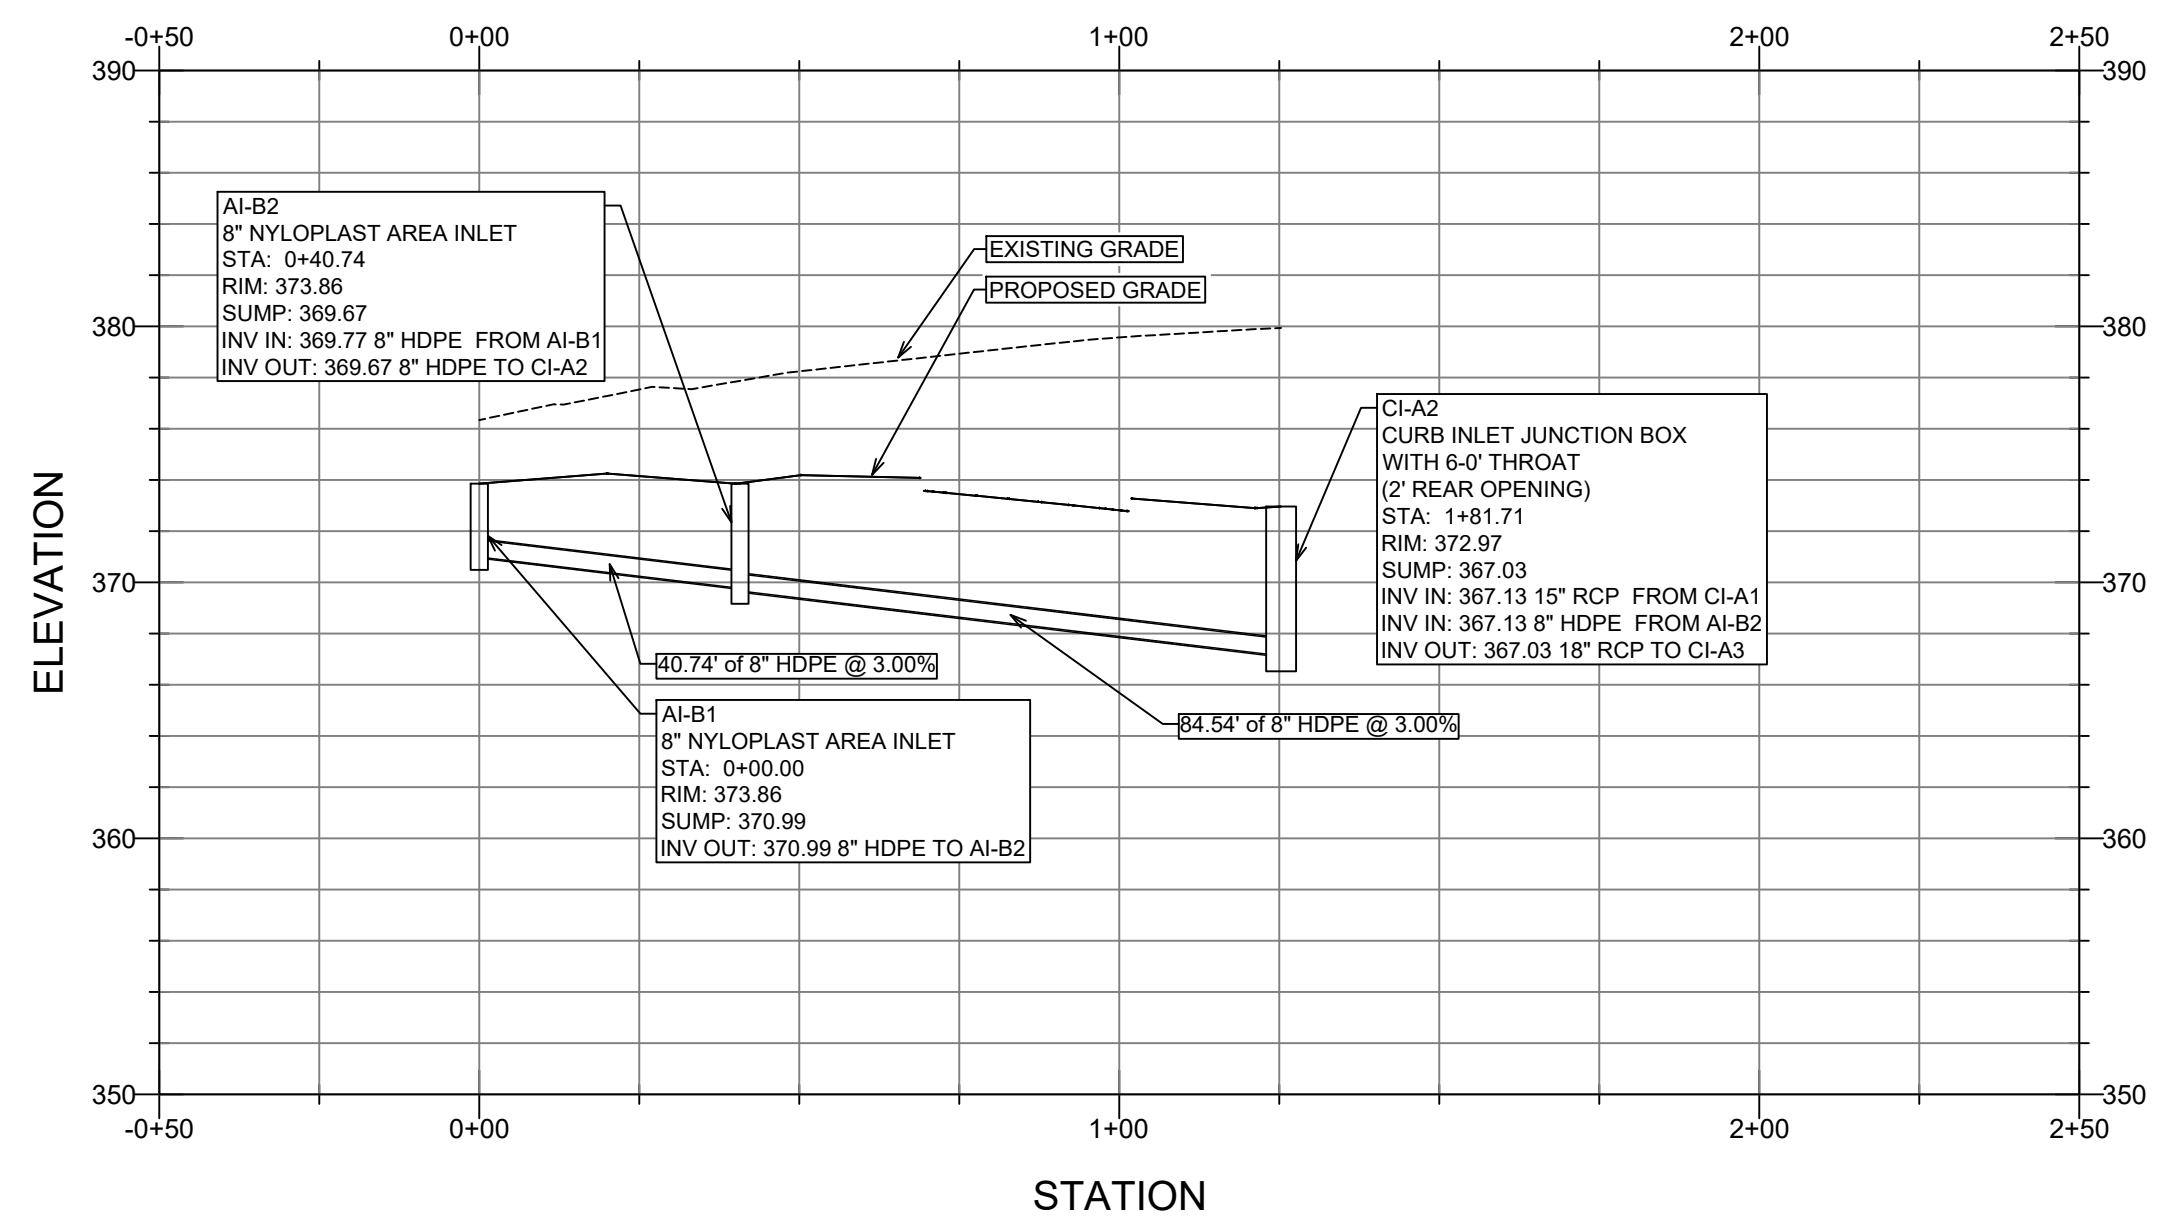 -0+50 0+00 1+00 2+00 2+50
390 390
AI-B2
8" NYLOPLAST AREA INLET
STA: 0+40.74
RIM: 373.86
SUMP: 369.67
INV IN: 369.77 8" HDPE FROM AI-B1
INV OUT: 369.67 8" HDPE TO CI-A2
EXISTING GRADE
PROPOSED GRADE
380 380
CI-A2
CURB INLET JUNCTION BOX
WITH 6-0' THROAT
(2' REAR OPENING)
STA: 1+81.71
RIM: 372.97
SUMP: 367.03
INV IN: 367.13 15" RCP FROM CI-A1
INV IN: 367.13 8" HDPE FROM AI-B2
INV OUT: 367.03 18" RCP TO CI-A3
ELEVATION
370 370
40.74' of 8" HDPE @ 3.00%
AI-B1
8" NYLOPLAST AREA INLET
STA: 0+00.00
RIM: 373.86
SUMP: 370.99
INV OUT: 370.99 8" HDPE TO AI-B2
84.54' of 8" HDPE @ 3.00%
360 360
350 350
-0+50 0+00 1+00 2+00 2+50
STATION